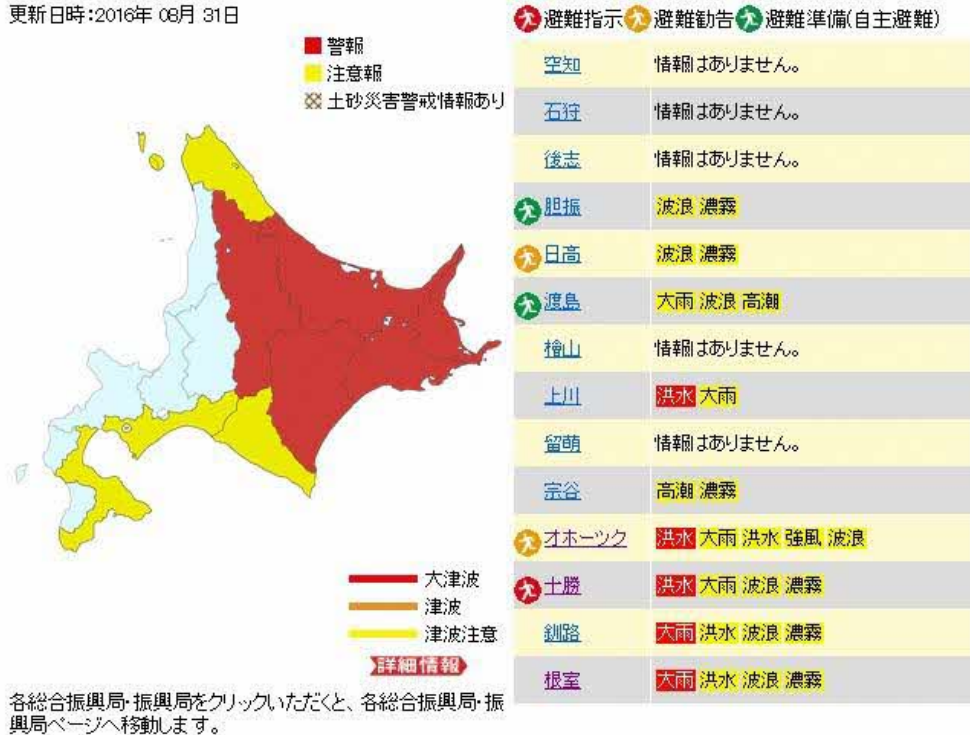 更新日時:2016年 08月 31日
警報
注意報
土砂災害警戒情報あり
大津波
津波
津波注意
詳細情報
各総合振興局・振興局をクリックいただくと、各総合振興局・振
興局ページへ移動します。
避難指示 避難勧告 避難準備(自主避難)
空知 情報はありません。
石狩 情報はありません。
後志 情報はありません。
胆振 波浪 濃霧
日高 波浪 濃霧
渡島 大雨 波浪 高潮
檜山 情報はありません。
上川 洪水 大雨
留萌 情報はありません。
宗谷 高潮 濃霧
オホーツク 洪水 大雨 洪水 強風 波浪
十勝 洪水 大雨 波浪 濃霧
釧路 大雨 洪水 波浪 濃霧
根室 大雨 洪水 波浪 濃霧